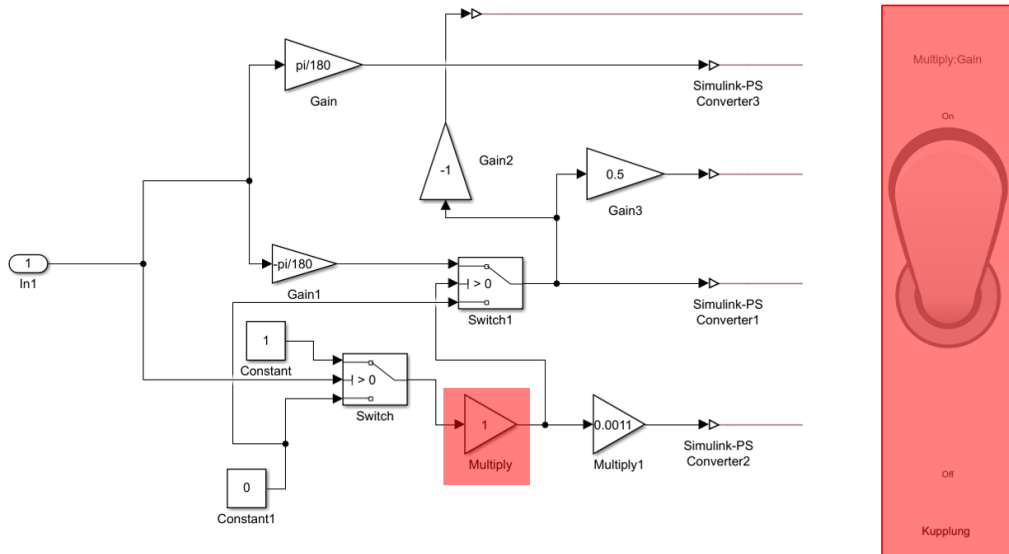 pi/180
Gain
Simulink-PS
Converter3
Multiply:Gain
On
-1
Gain2
0.5
Gain3
1
In1
-pi/180
Gain1
> 0
Switch1
Simulink-PS
Converter1
1
Constant
> 0
Switch
1
Multiply
0.0011
Multiply1
Simulink-PS
Converter2
0
Constant1
Off
Kupplung